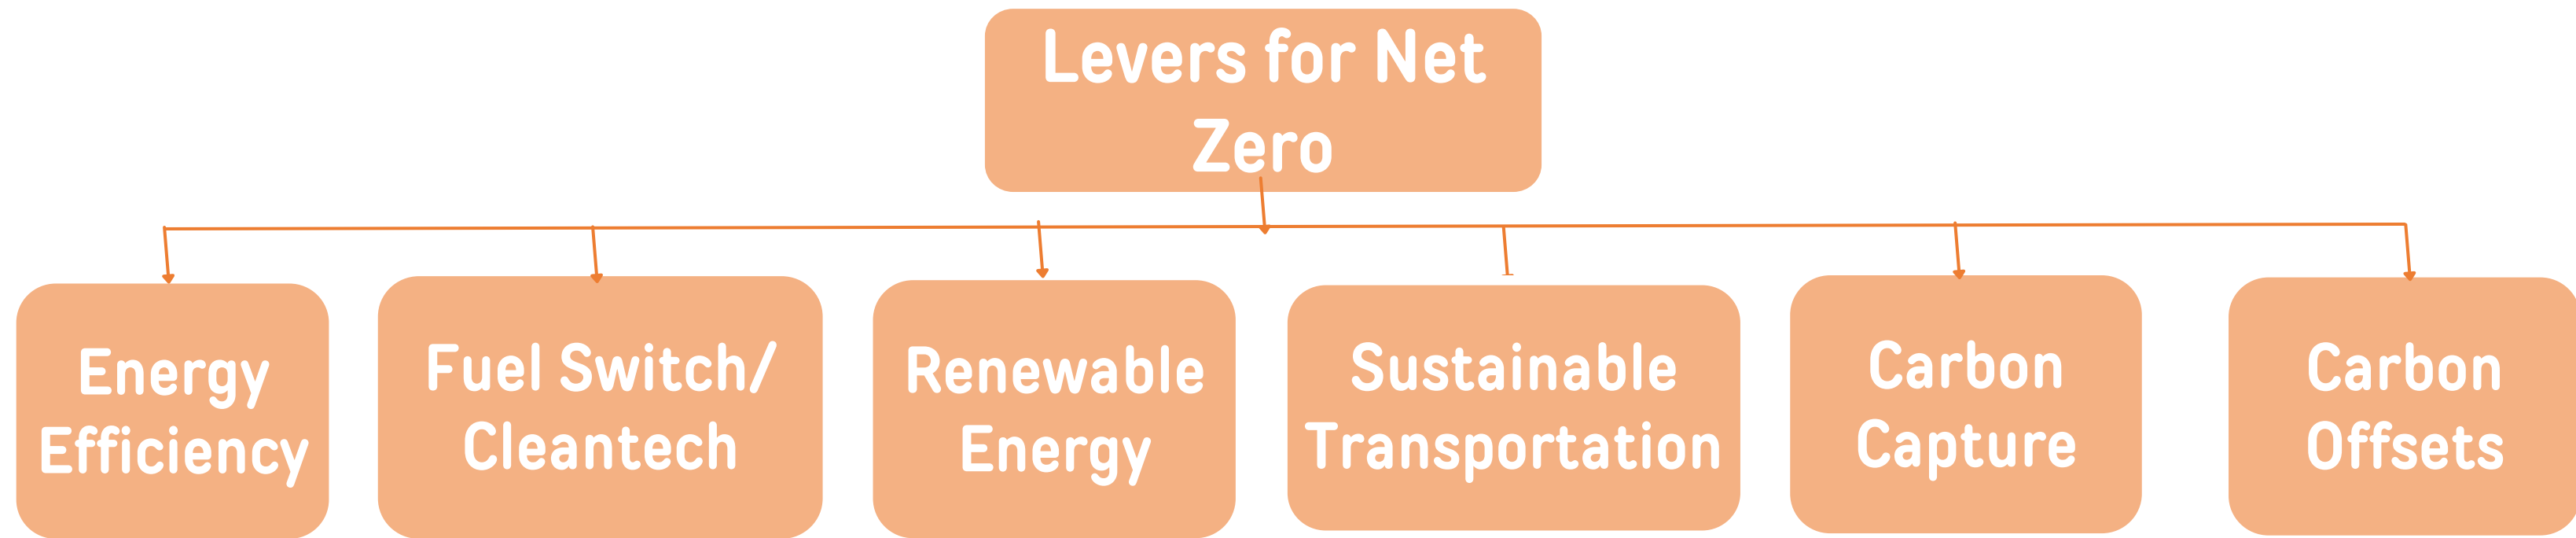 Levers for Net
Zero
Energy
Efficiency
Fuel Switch/
Cleantech
Renewable
Energy
Sustainable
Transportation
Carbon
Capture
Carbon
Offsets